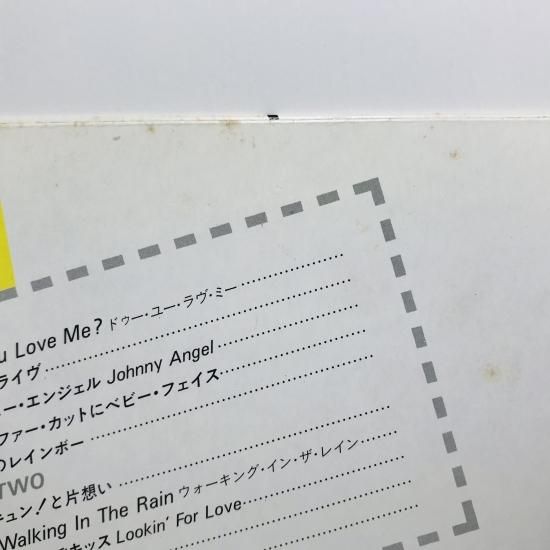 u Love Me? ドゥー・ユー・ラヴ・ミー
ライヴ
ー・エンジェル Johnny Angel
ファー・カットにベビー・フェイス
のレインボー
TWO
キュン!と片想い
Walking In The Rain ウォーキング・イン・ザ・レイン
キッス Lookin' For Love